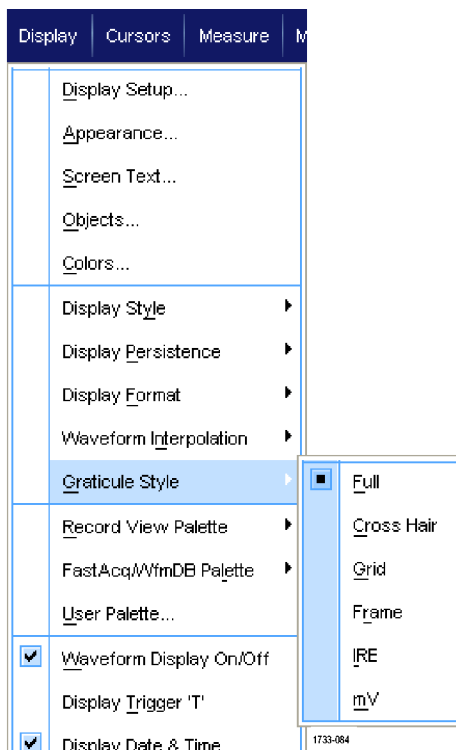 Display Cursors Measure M
Display Setup...
Appearance...
Screen Text...
Objects...
Colors...
Display Style
Display Persistence
Display Format
Waveform Interpolation
Graticule Style
Full
Cross Hair
Grid
Frame
IRE
mV
Record View Palette
FastAcq/WfmDB Palette
User Palette...
Waveform Display On/Off
Display Trigger 'T'
Display Date & Time
1733-084